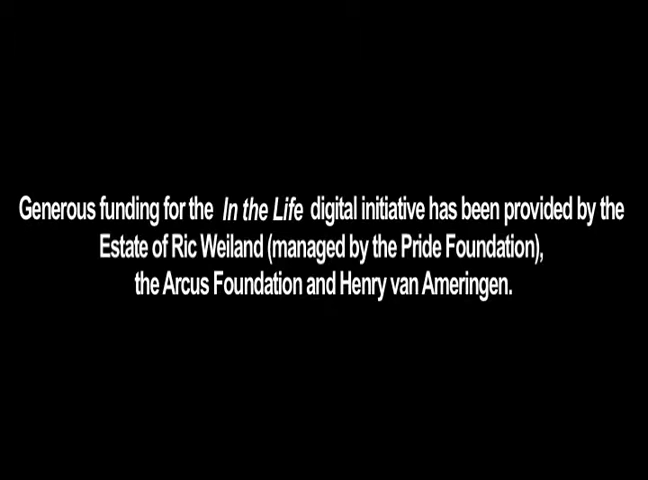 Generous funding for the In the Life digital initiative has been provided by the
Estate of Ric Weiland (managed by the Pride Foundation),
the Arcus Foundation and Henry van Ameringen.